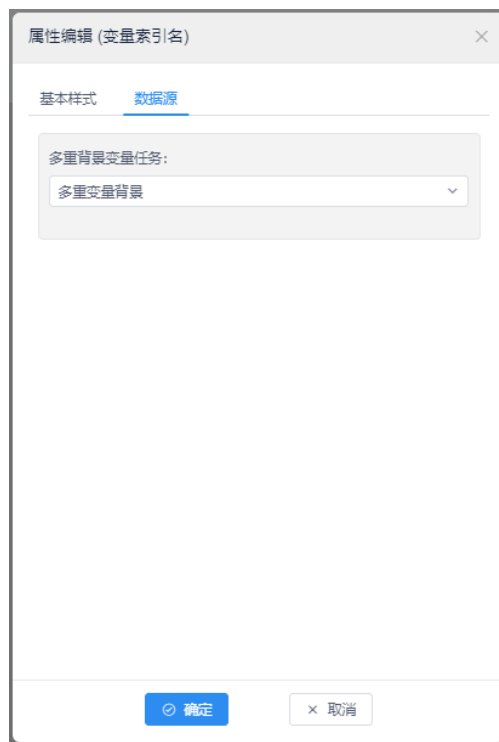 属性编辑 (变量索引名)
基本样式 数据源
多重背景变量任务:
多重变量背景
确定 取消